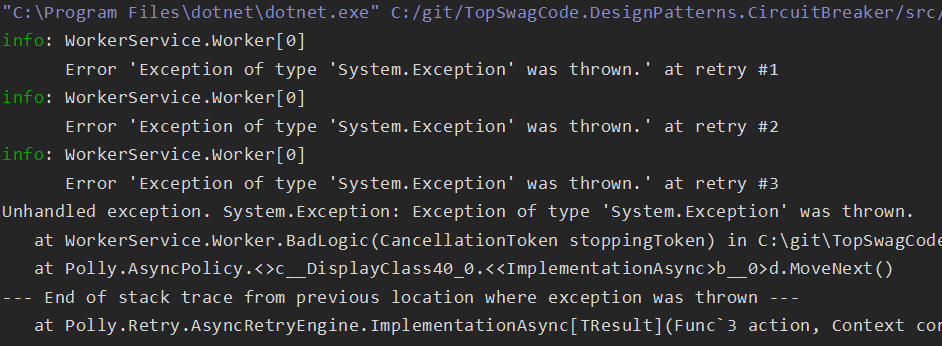 "C:\Program Files\dotnet\dotnet.exe" C:/git/TopSwagCode.DesignPatterns.CircuitBreaker/src/
info: WorkerService.Worker[0]
Error 'Exception of type 'System.Exception' was thrown.' at retry #1
info: WorkerService.Worker[0]
Error 'Exception of type 'System.Exception' was thrown.' at retry #2
info: WorkerService.Worker[0]
Error 'Exception of type 'System.Exception' was thrown.' at retry #3
Unhandled exception. System.Exception: Exception of type 'System.Exception' was thrown.
at WorkerService.Worker.BadLogic(CancellationToken stoppingToken) in C:\git\TopSwagCode
at Polly.AsyncPolicy.<>c__DisplayClass40_0.<<ImplementationAsync>b__0>d.MoveNext()
--- End of stack trace from previous location where exception was thrown ---
at Polly.Retry.AsyncRetryEngine.ImplementationAsync[TResult](Func`3 action, Context con